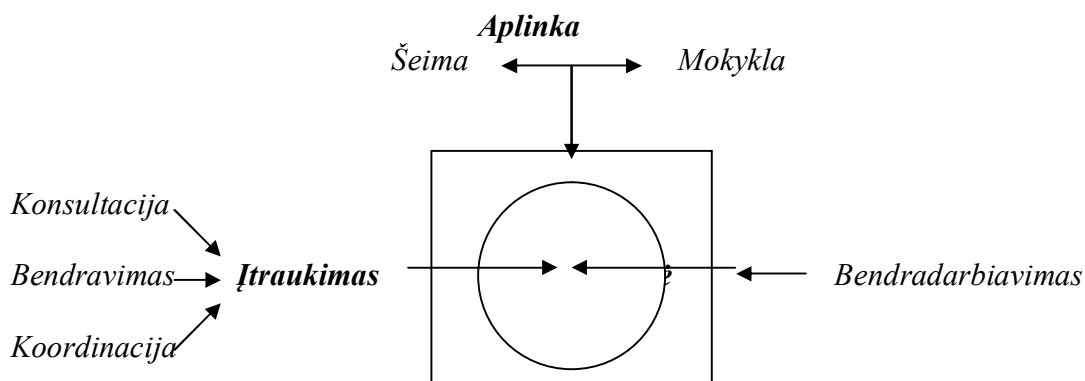 Aplinka
Šeima Mokykla
Konsultacija
Bendravimas Įtraukimas Bendradarbiavimas
Koordinacija